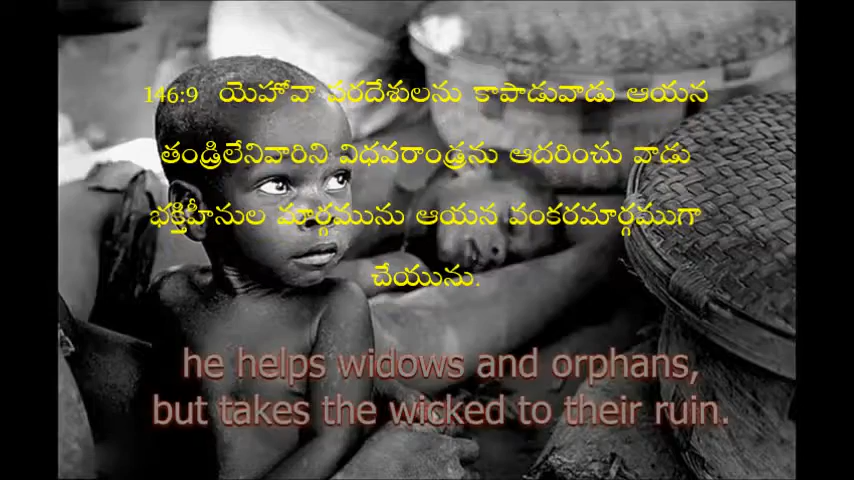 146:9 యెహోవా పరదేశులను కాపాడువాడు ఆయన
తండ్రిలేనివారిని విధవరాండ్రను ఆదరించు వాడు
భక్తిహీనుల మార్గమును ఆయన వంకరమార్గముగా
చేయును.
he helps widows and orphans,
but takes the wicked to their ruin.